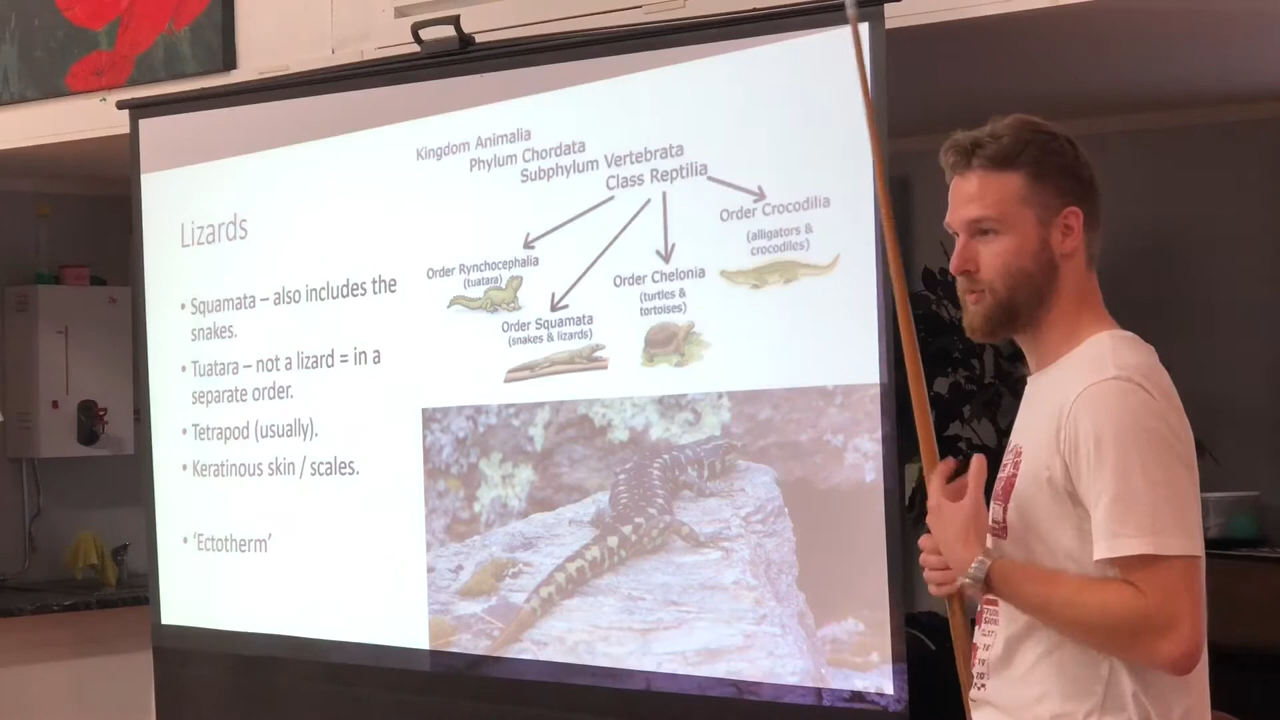 Kingdom Animalia
Phylum Chordata
Subphylum Vertebrata
Class Reptilia
Lizards
• Squamata – also includes the
snakes.
• Tuatara – not a lizard = in a
separate order.
• Tetrapod (usually).
• Keratinous skin / scales.
• ‘Ectotherm’
Order Rynchocephalia
(tuatara)
Order Squamata
(snakes & lizards)
Order Chelonia
(turtles &
tortoises)
Order Crocodilia
(alligators &
crocodiles)